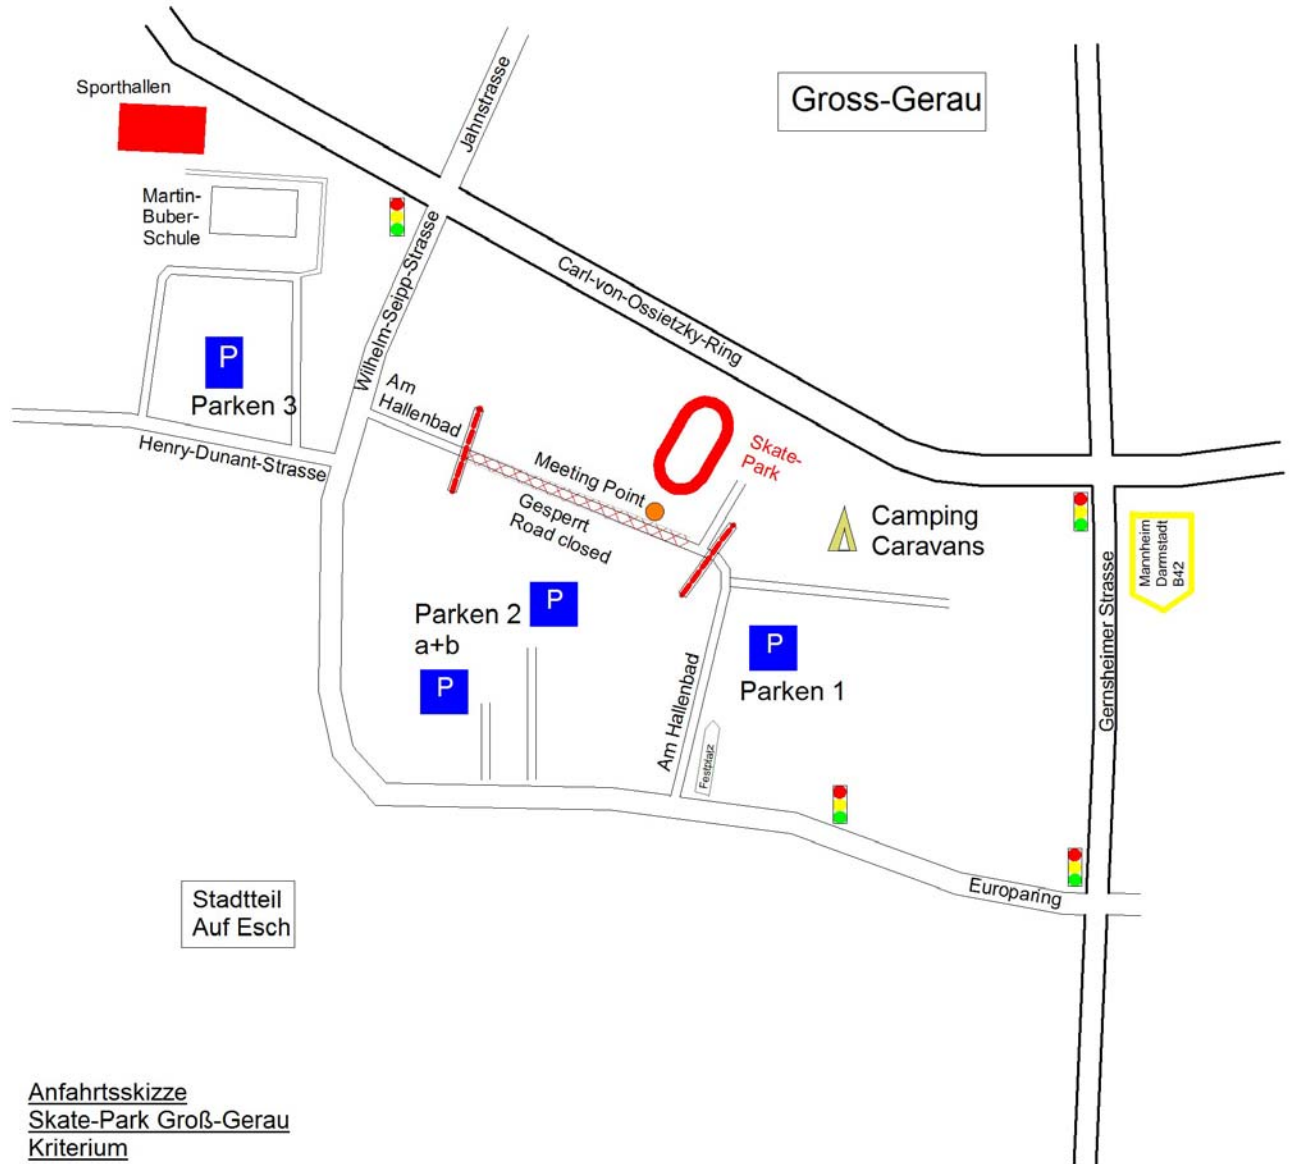 Sporthallen
Jahnstrasse
Gross-Gerau
Martin-
Buber-
Schule
Wilhelm-Seipp-Strasse
Carl-von-Ossietzky-Ring
P
Parken 3
Am
Hallenbad
Henry-Dunant-Strasse
Meeting Point
Skate-
Park
Gesperrt
Road closed
Camping
Caravans
Mannheim
Darmstadt
B42
Gernsheimer Strasse
Parken 2
a+b
P
P
P
Parken 1
Am Hallenbad
Festplatz
Europaring
Stadtteil
Auf Esch
Anfahrtsskizze
Skate-Park Groß-Gerau
Kriterium